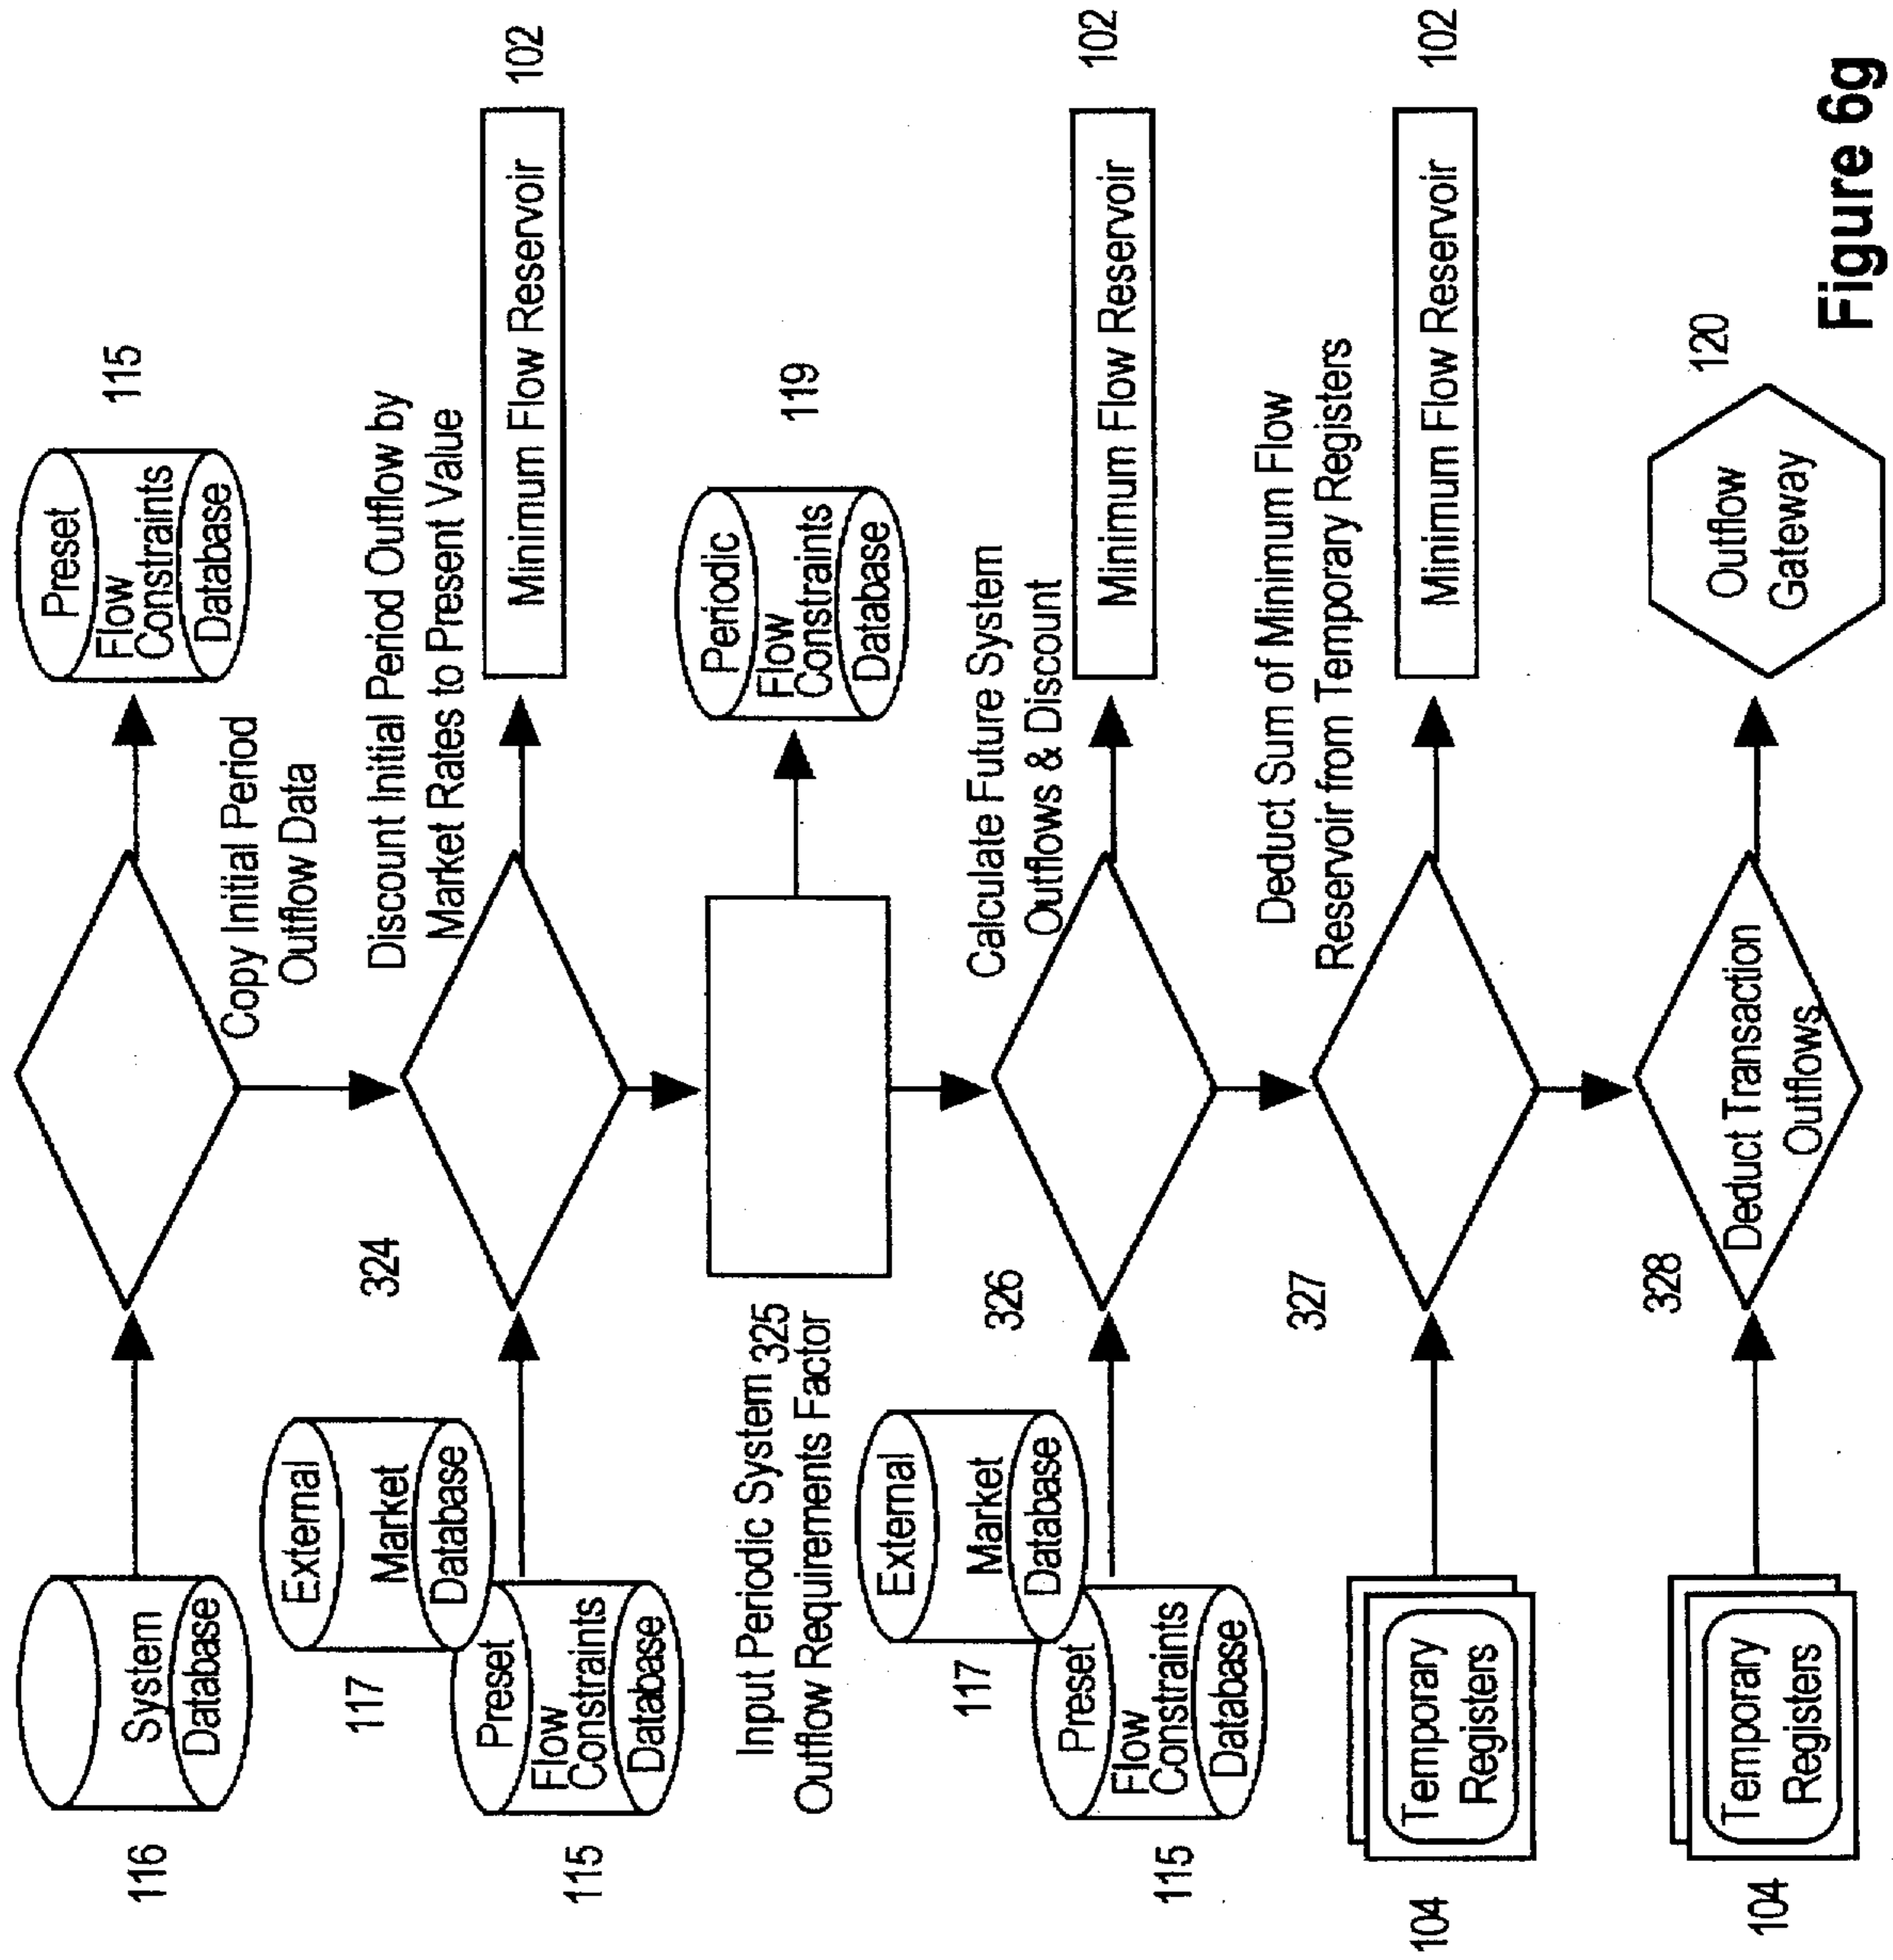 116
System
Database
Copy Initial Period
Outflow Data
115
Preset
Flow
Constraints
Database
117
External
Market
Database
115
Preset
Flow
Constraints
Database
324
Discount Initial Period Outflow by
Market Rates to Present Value
Minimum Flow Reservoir
102
Input Periodic System 325
Outflow Requirements Factor
119
Periodic
Flow
Constraints
Database
117
External
Market
Database
115
Preset
Flow
Constraints
Database
326
Calculate Future System
Outflows & Discount
Minimum Flow Reservoir
102
104
Temporary
Registers
327
Deduct Sum of Minimum Flow
Reservoir from Temporary Registers
Minimum Flow Reservoir
102
104
Temporary
Registers
328
Deduct Transaction
Outflows
120
Outflow
Gateway
Figure 6g